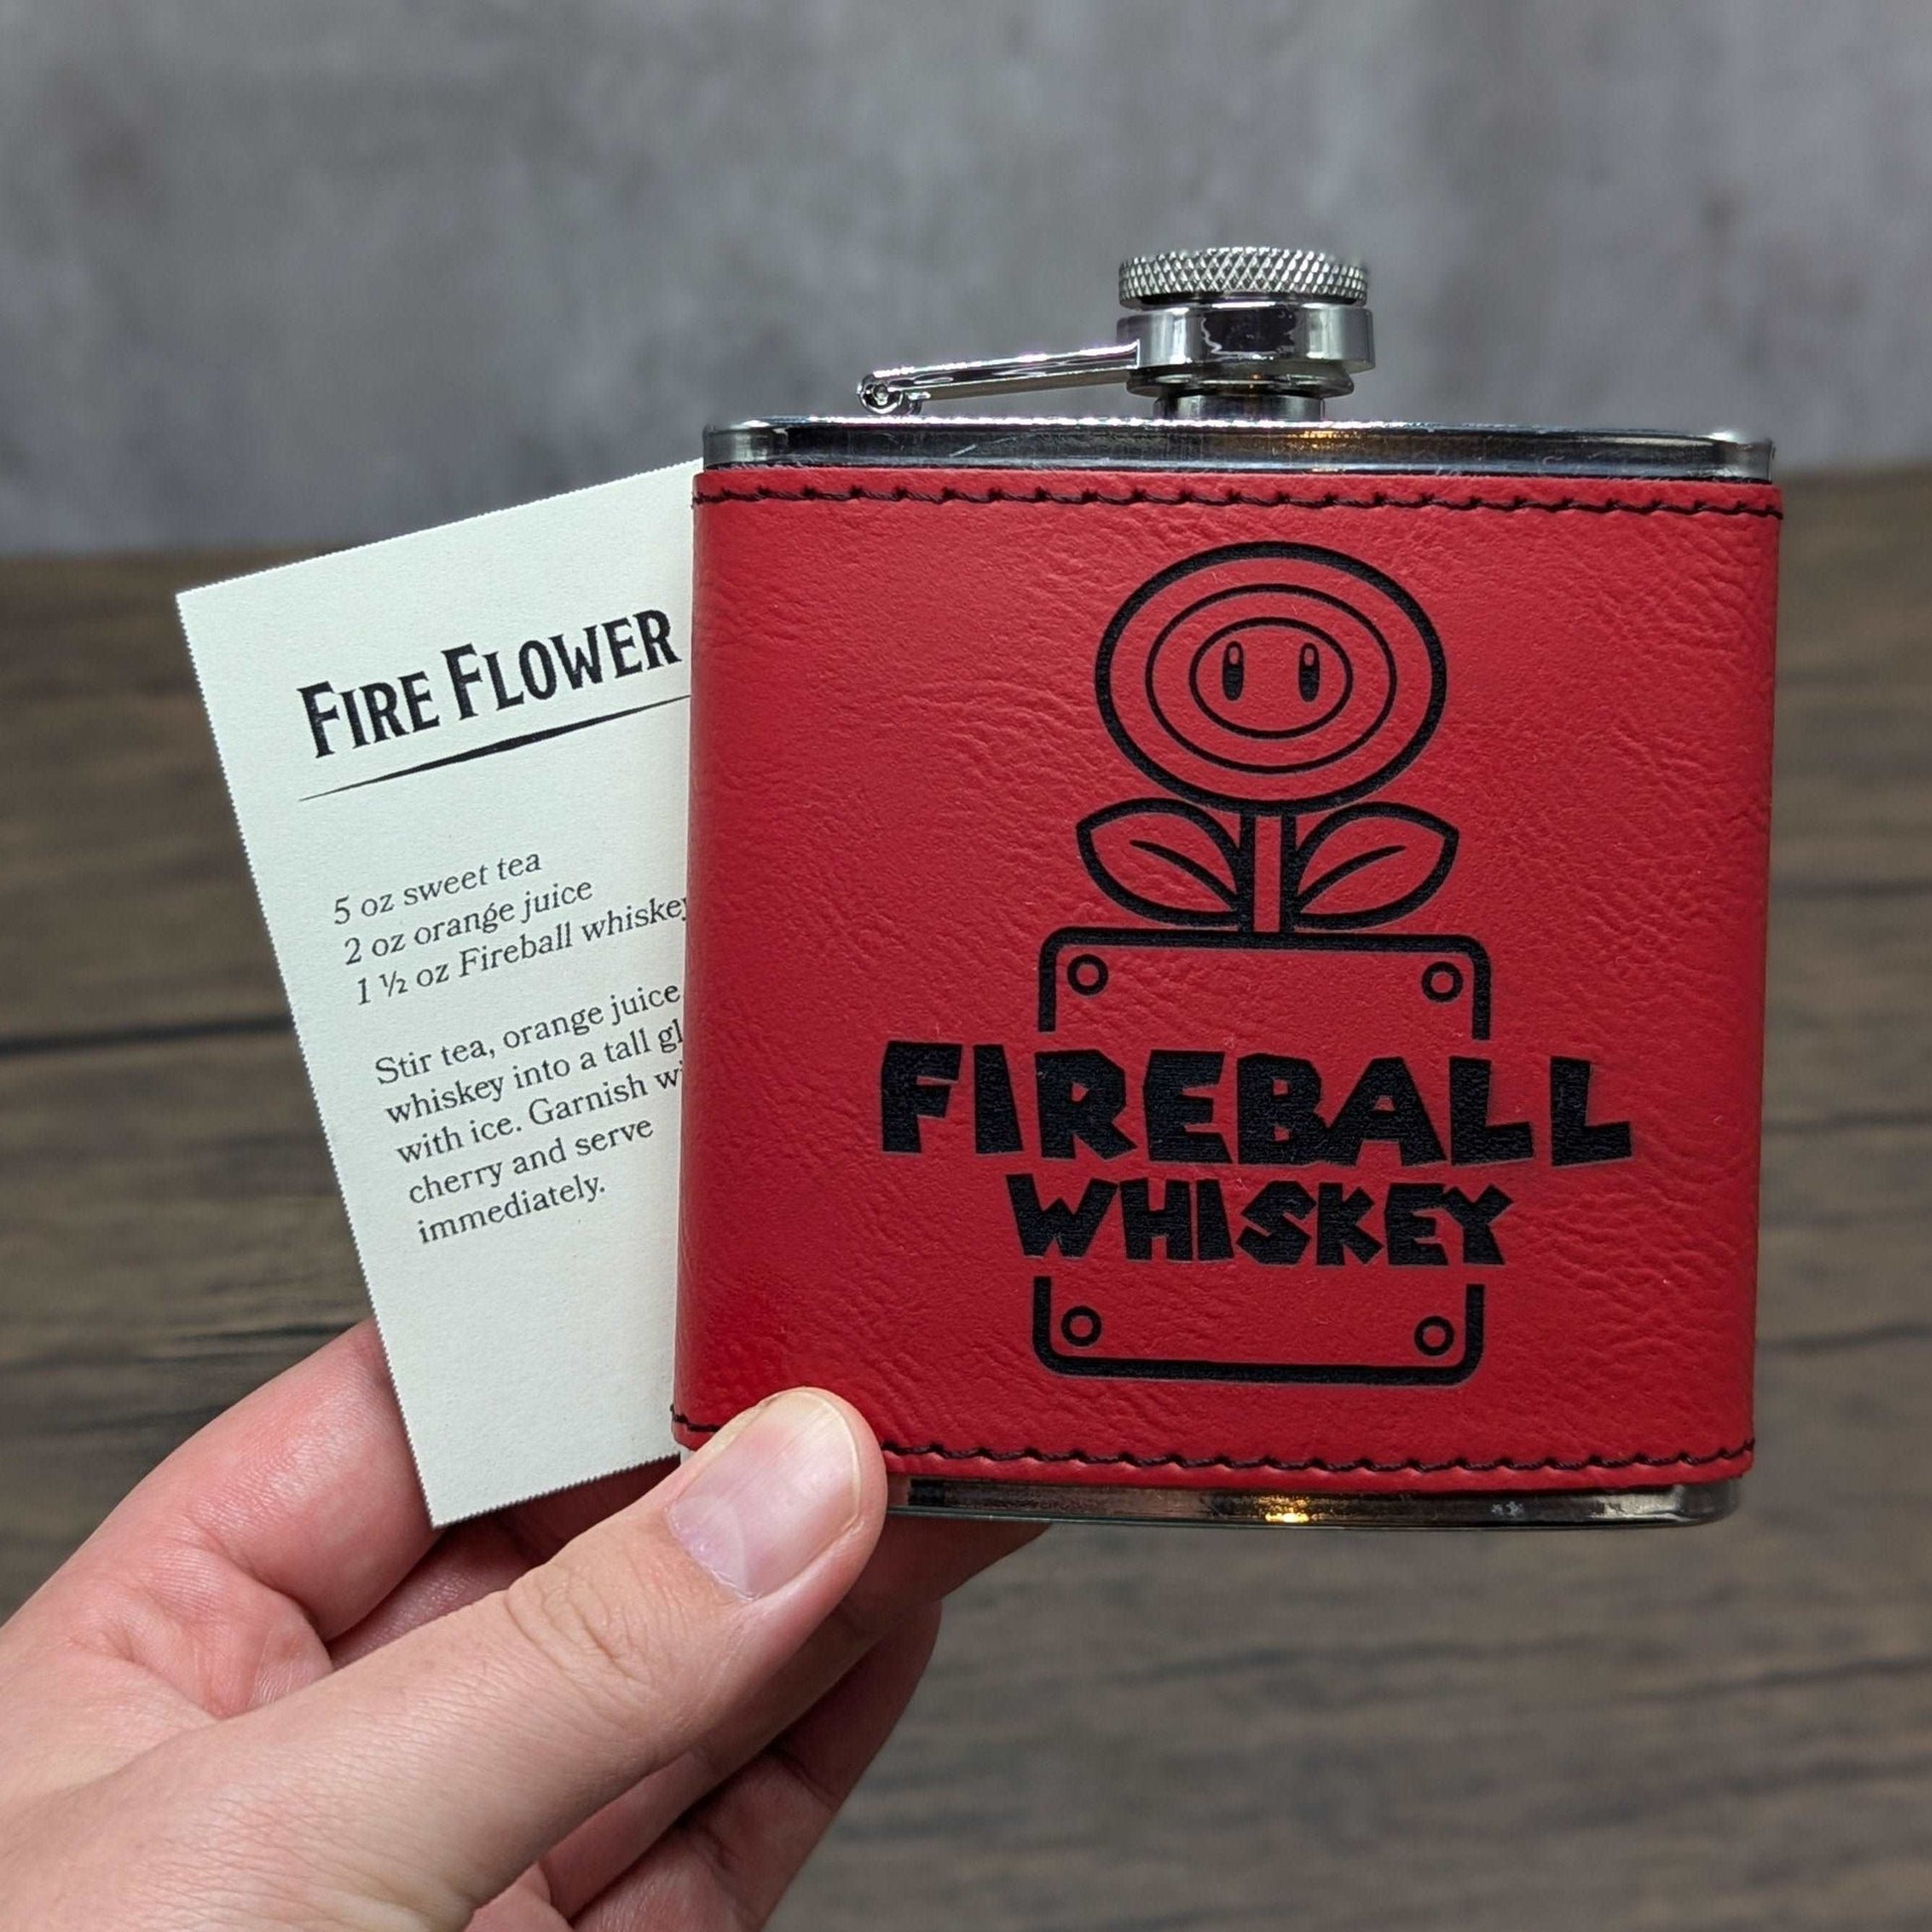 FIRE FLOWER
5 oz sweet tea
2 oz orange juice
1 ½ oz Fireball whiskey
Stir tea, orange juice
whiskey into a tall
with ice. Garnish
cherry and serve
immediately.
FIREBALL
WHISKEY